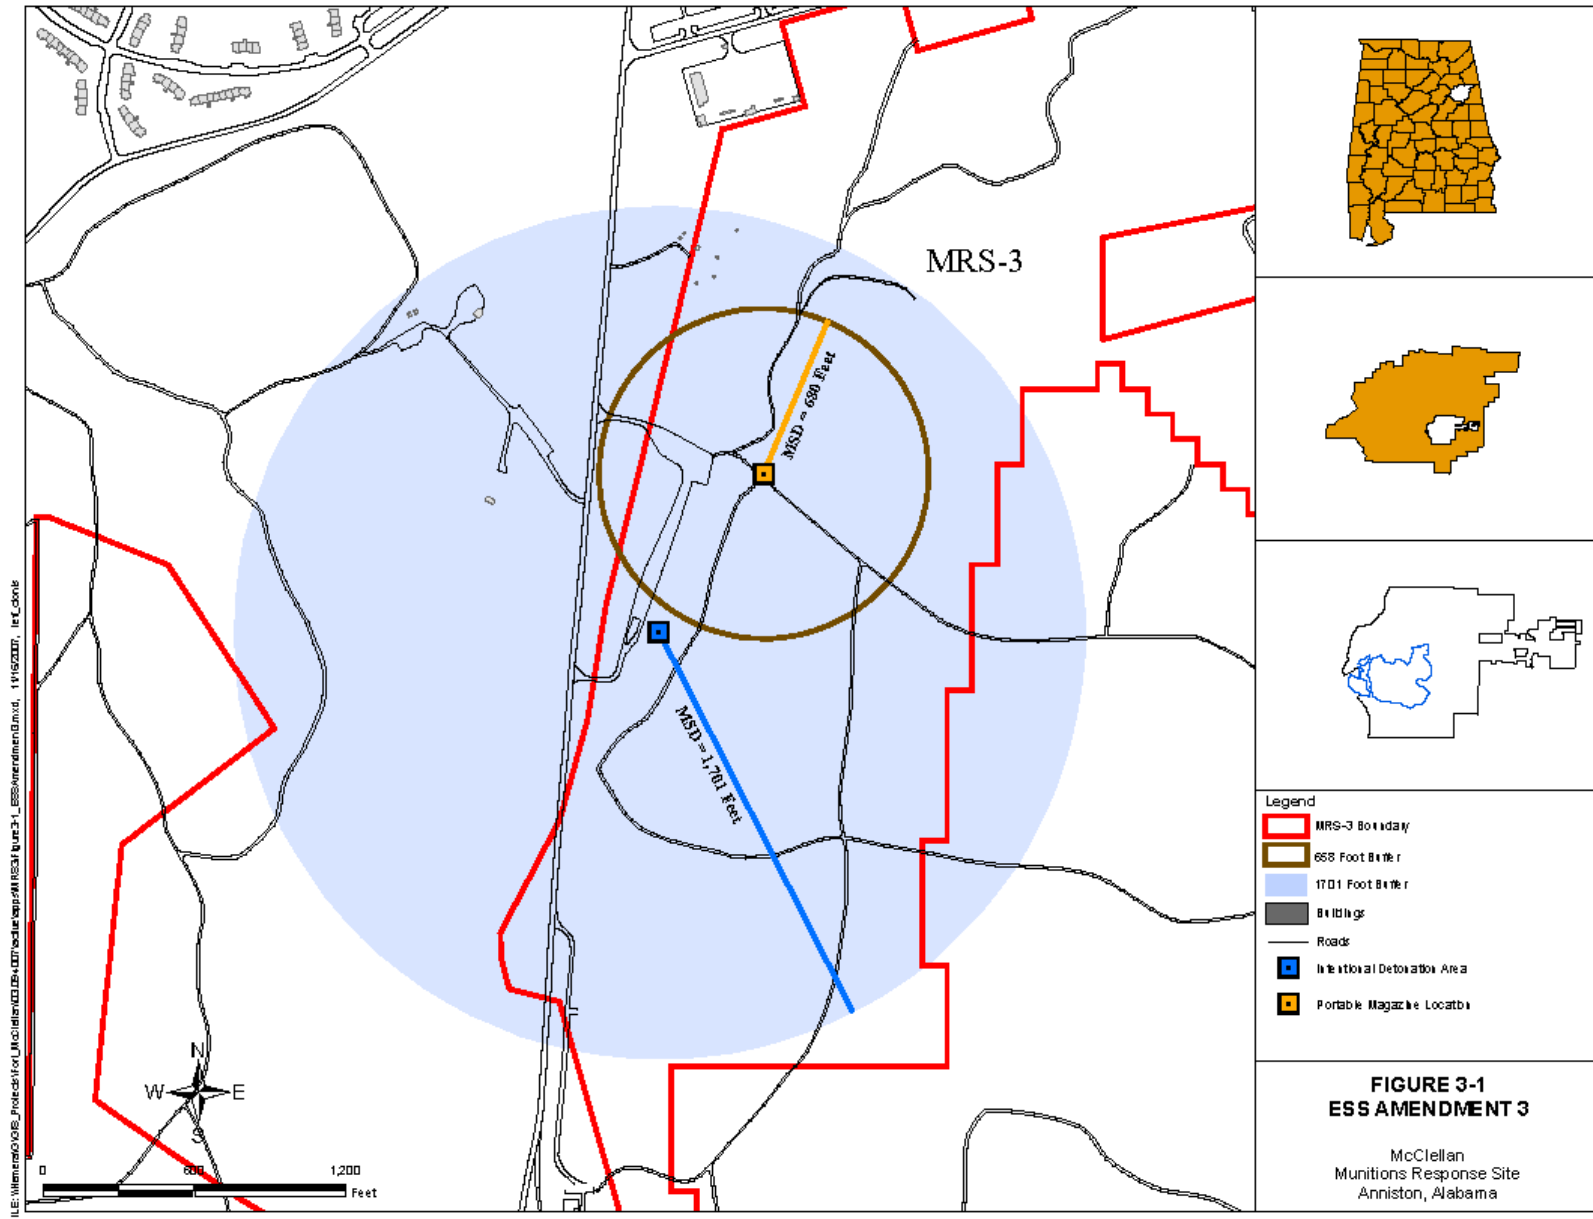 MRS-3
MSD = 680 Feet
MSD = 1,701 Feet
N
W
E
S
0
600
1,200
Feet
Legend
MRS-3 Boundary
658 Foot Buffer
1701 Foot Buffer
Buildings
Roads
Intentional Detonation Area
Portable Magazine Location
FIGURE 3-1
ESS AMENDMENT 3
McClellan
Munitions Response Site
Anniston, Alabama